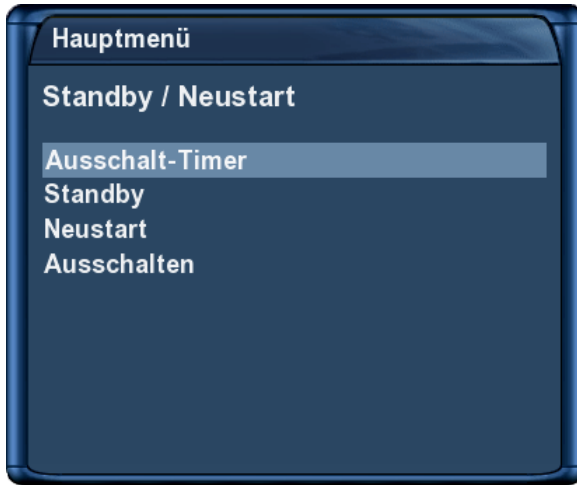 Hauptmenü
Standby / Neustart
Ausschalt-Timer
Standby
Neustart
Ausschalten